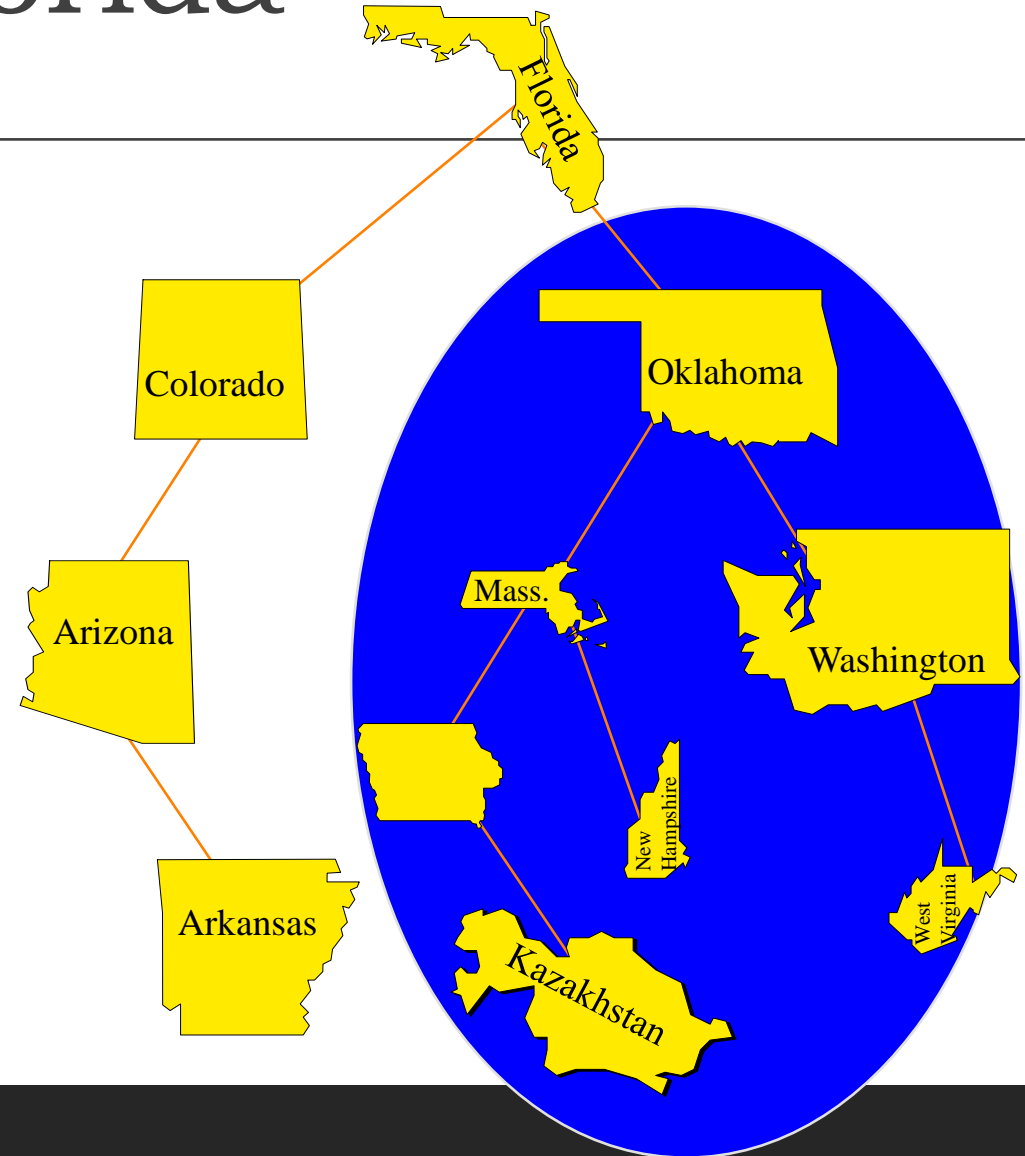 Florida
Colorado
Oklahoma
Mass.
Arizona
Washington
New
Hampshire
West
Virginia
Arkansas
Kazakhstan